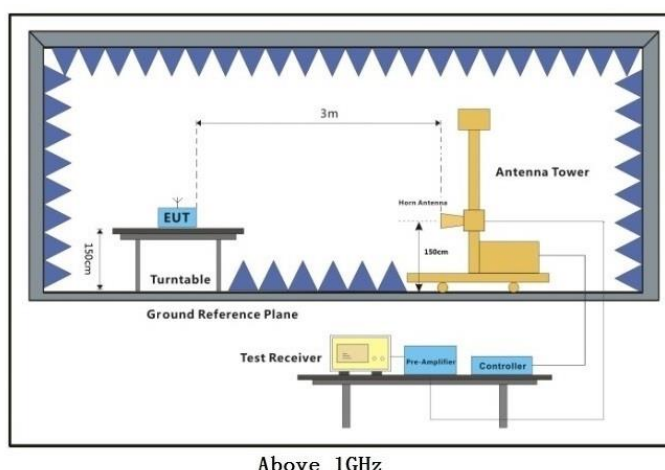 3m
Antenna Tower
Horn Antenna
EUT
150cm
150cm
Turntable
Ground Reference Plane
Test Receiver
Pre-Amplifier
Controller
Above 1GHz